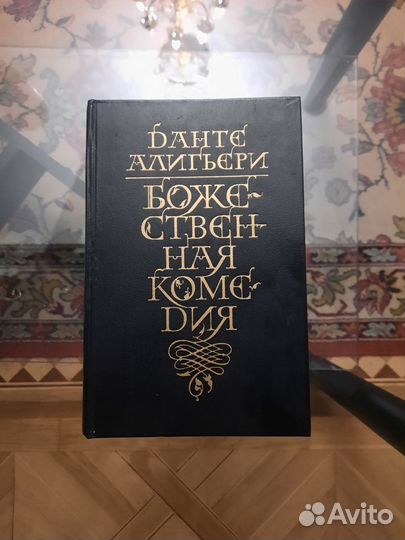 ДАНТЕ
АЛИГЬЕРИ
БОЖЕ-
СТВЕН-
НАЯ
КОМЕ-
ДИЯ
Avito